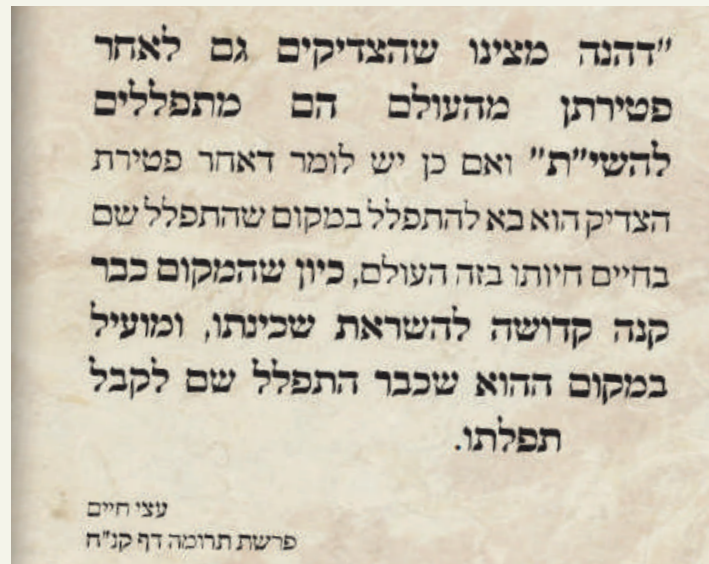 "דהנה מצינו שהצדיקים גם לאחר
פטירתן מהעולם הם מתפללים
להשי"ת" ואם כן יש לומר דאחר פטירת
הצדיק הוא בא להתפלל במקום שהתפלל שם
בחיים חיותו בזה העולם, כיון שהמקום כבר
קנה קדושה להשראת שכינתו, ומועיל
במקום ההוא שכבר התפלל שם לקבל
תפלתו.
עצי חיים
פרשת תרומה דף קנ"ח